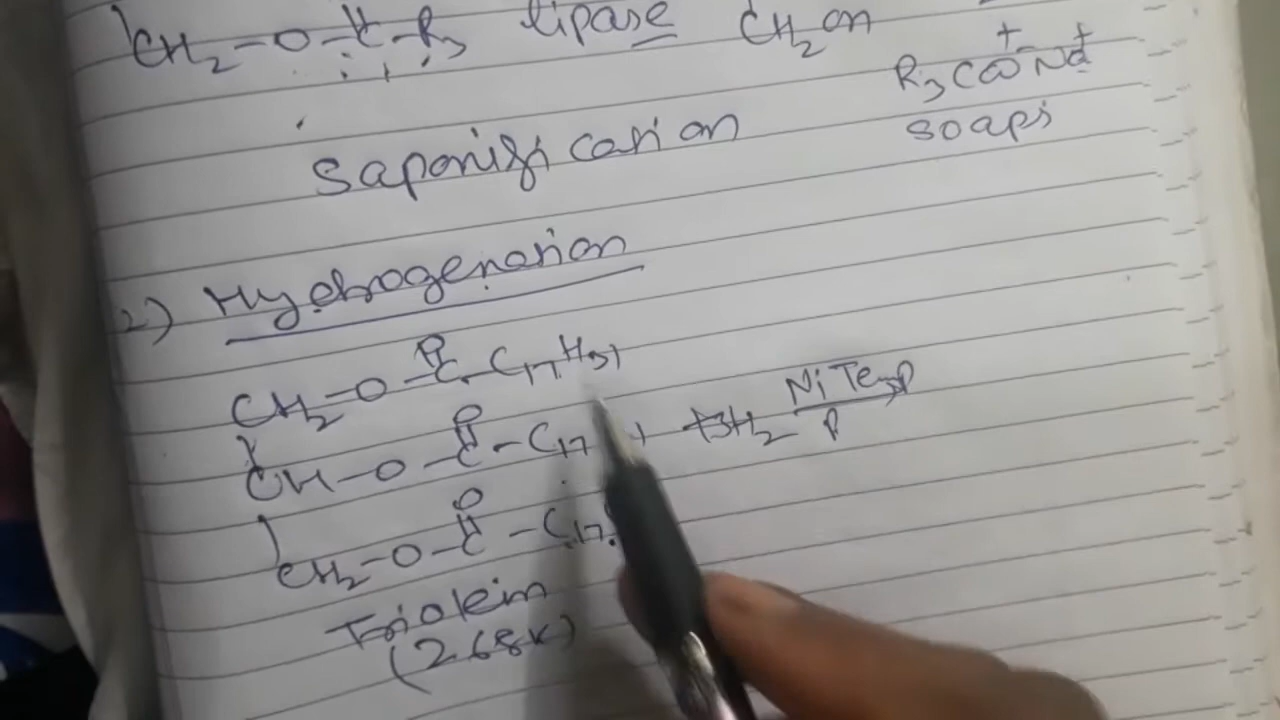 CH₂-O-C-R₃ lipase CH₂OH
R₃COO⁻Na⁺
soaps
Saponification
2) Hydrogenation
CH₂-O-C-C₁₇H₃₁
O
CH-O-C-C₁₇ +3H₂ Ni Temp
O P
CH₂-O-C-C₁₇
O
Triolein
(268K)